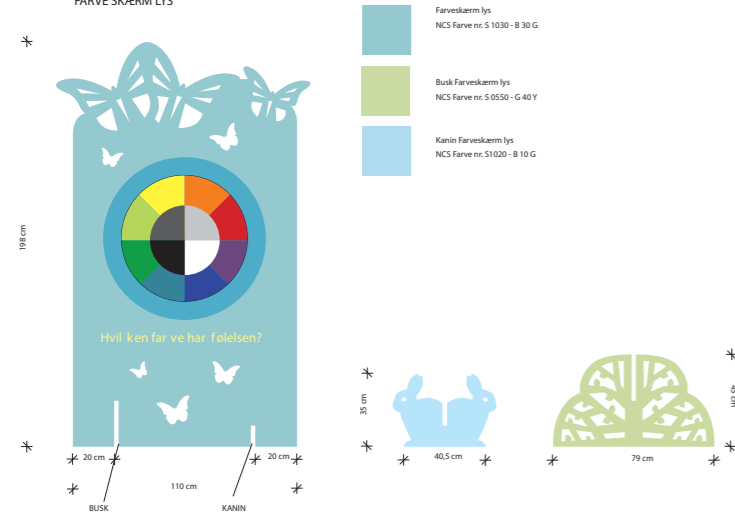 FARVE SKÆRM LYS
Farveskærm lys
NCS Farve nr. S 1030 - B 30 G
Busk Farveskærm lys
NCS Farve nr. S 0550 - G 40 Y
Kanin Farveskærm lys
NCS Farve nr. S1020 - B 10 G
198 cm
Hvil ken far ve har følelsen?
35 cm
45 cm
20 cm
20 cm
40,5 cm
79 cm
110 cm
BUSK
KANIN